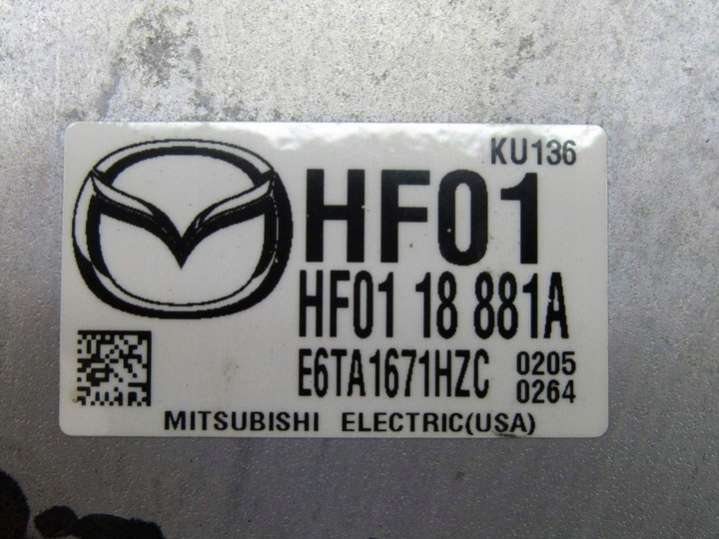 KU136
HF01
HF01 18 881A
E6TA1671HZC 0205
0264
MITSUBISHI ELECTRIC(USA)